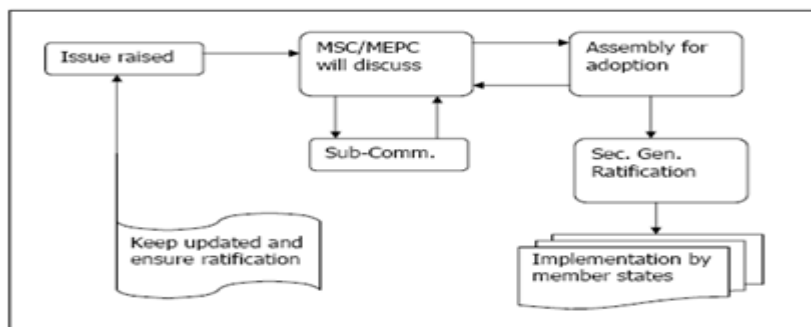 Issue raised
MSC/MEPC
will discuss
Assembly for
adoption
Sub-Comm.
Sec. Gen.
Ratification
Keep updated and
ensure ratification
Implementation by
member states